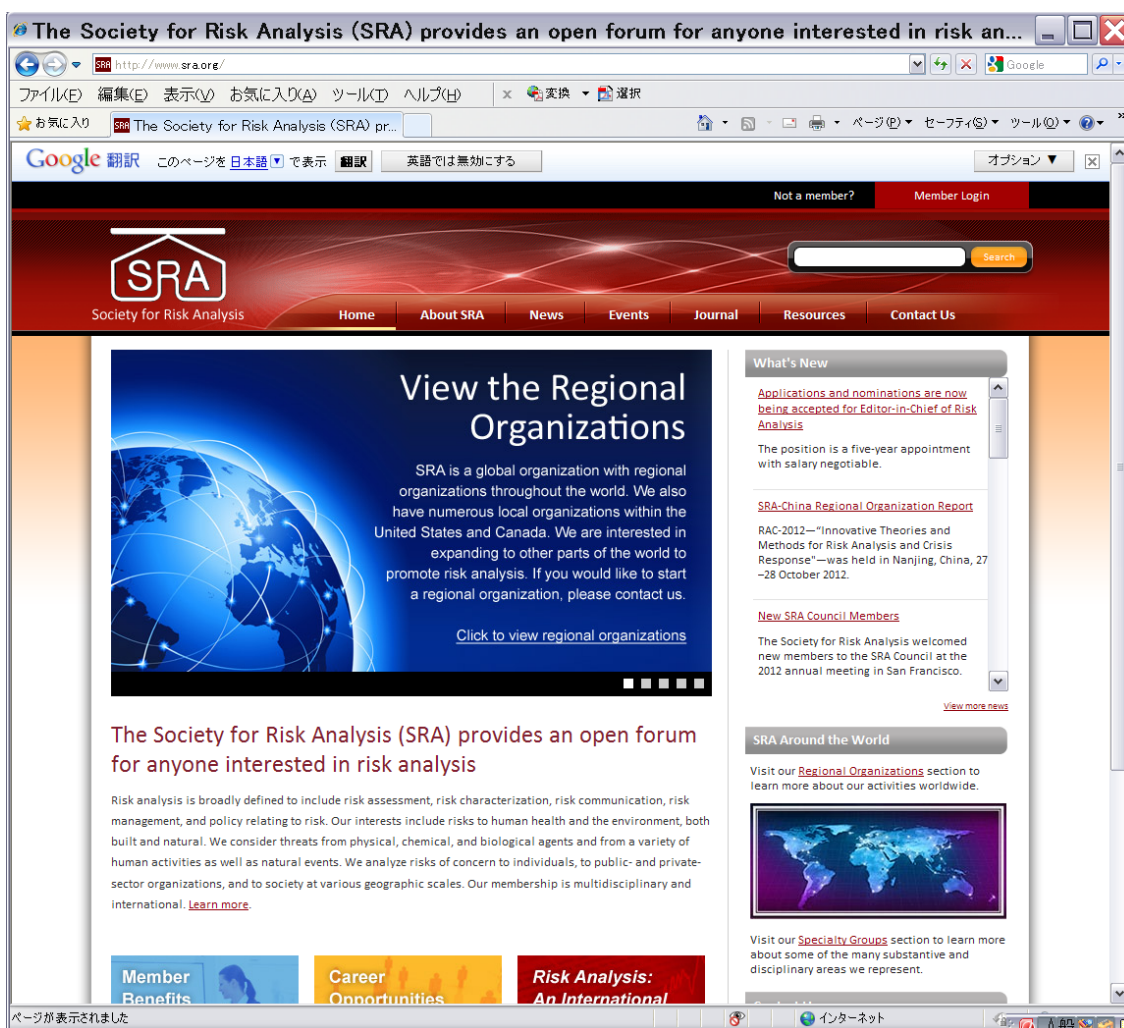 The Society for Risk Analysis (SRA) provides an open forum for anyone interested in risk an...
SRA http://www.sra.org/
Google
ファイル(F) 編集(E) 表示(V) お気に入り(A) ツール(T) ヘルプ(H) x 変換 選択
お気に入り SRA The Society for Risk Analysis (SRA) pr... ページ(P) セーフティ(S) ツール(O) »
Google 翻訳 このページを 日本語 で表示 翻訳 英語では無効にする オプション ▼
Not a member? Member Login
SRA
Search
Society for Risk Analysis
Home About SRA News Events Journal Resources Contact Us
View the Regional
Organizations
SRA is a global organization with regional
organizations throughout the world. We also
have numerous local organizations within the
United States and Canada. We are interested in
expanding to other parts of the world to
promote risk analysis. If you would like to start
a regional organization, please contact us.
Click to view regional organizations
What's New
Applications and nominations are now
being accepted for Editor-in-Chief of Risk
Analysis
The position is a five-year appointment
with salary negotiable.
SRA-China Regional Organization Report
RAC-2012—“Innovative Theories and
Methods for Risk Analysis and Crisis
Response"—was held in Nanjing, China, 27
–28 October 2012.
New SRA Council Members
The Society for Risk Analysis welcomed
new members to the SRA Council at the
2012 annual meeting in San Francisco.
View more news
The Society for Risk Analysis (SRA) provides an open forum
for anyone interested in risk analysis
Risk analysis is broadly defined to include risk assessment, risk characterization, risk communication, risk
management, and policy relating to risk. Our interests include risks to human health and the environment, both
built and natural. We consider threats from physical, chemical, and biological agents and from a variety of
human activities as well as natural events. We analyze risks of concern to individuals, to public- and private-
sector organizations, and to society at various geographic scales. Our membership is multidisciplinary and
international. Learn more.
SRA Around the World
Visit our Regional Organizations section to
learn more about our activities worldwide.
Visit our Specialty Groups section to learn more
about some of the many substantive and
disciplinary areas we represent.
Member
Benefits
Career
Opportunities
Risk Analysis:
An International
ページが表示されました インターネット